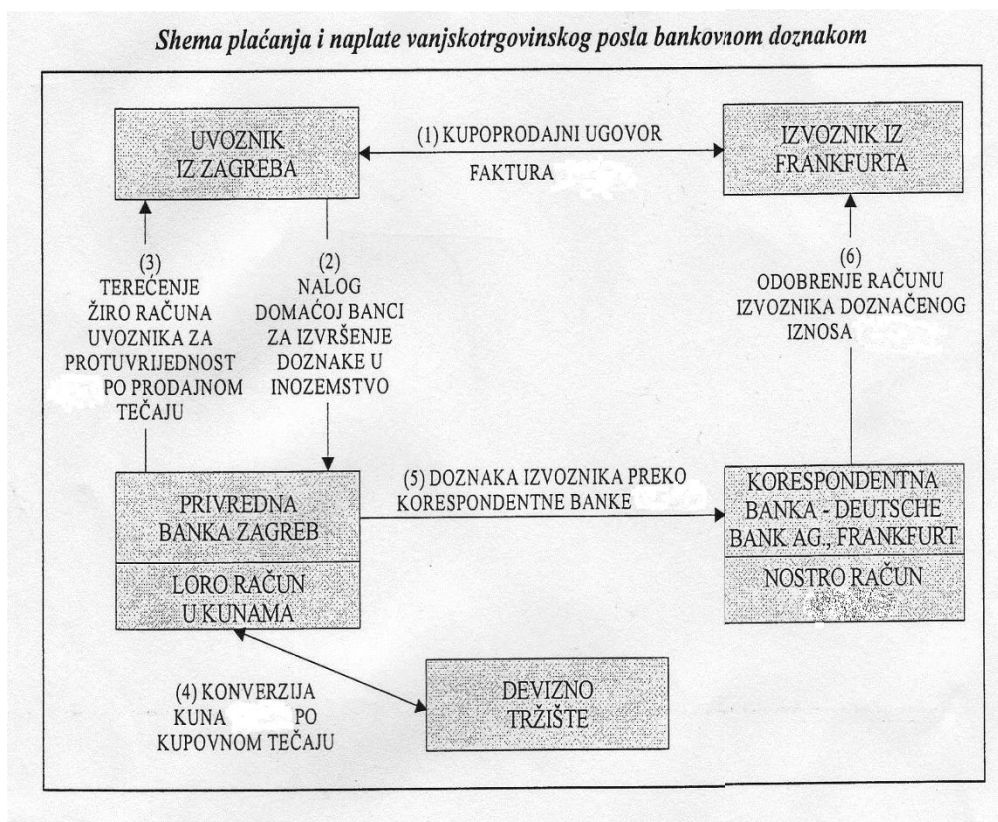 Shema plaćanja i naplate vanjskotrgovinskog posla bankovnom doznakom
UVOZNIK
IZ ZAGREBA
(1) KUPOPRODAJNI UGOVOR
FAKTURA
IZVOZNIK IZ
FRANKFURTA
(3)
TEREĆENJE
ŽIRO RAČUNA
UVOZNIKA ZA
PROTUVRIJEDNOST
PO PRODAJNOM
TEČAJU
(2)
NALOG
DOMAĆOJ BANCI
ZA IZVRŠENJE
DOZNAKE U
INOZEMSTVO
(6)
ODOBRENJE RAČUNU
IZVOZNIKA DOZNAČENOG
IZNOSA
PRIVREDNA
BANKA ZAGREB
LORO RAČUN
U KUNAMA
(5) DOZNAKA IZVOZNIKA PREKO
KORESPONDENTNE BANKE
KORESPONDENTNA
BANKA - DEUTSCHE
BANK AG., FRANKFURT
NOSTRO RAČUN
(4) KONVERZIJA
KUNA PO
KUPOVNOM TEČAJU
DEVIZNO
TRŽIŠTE